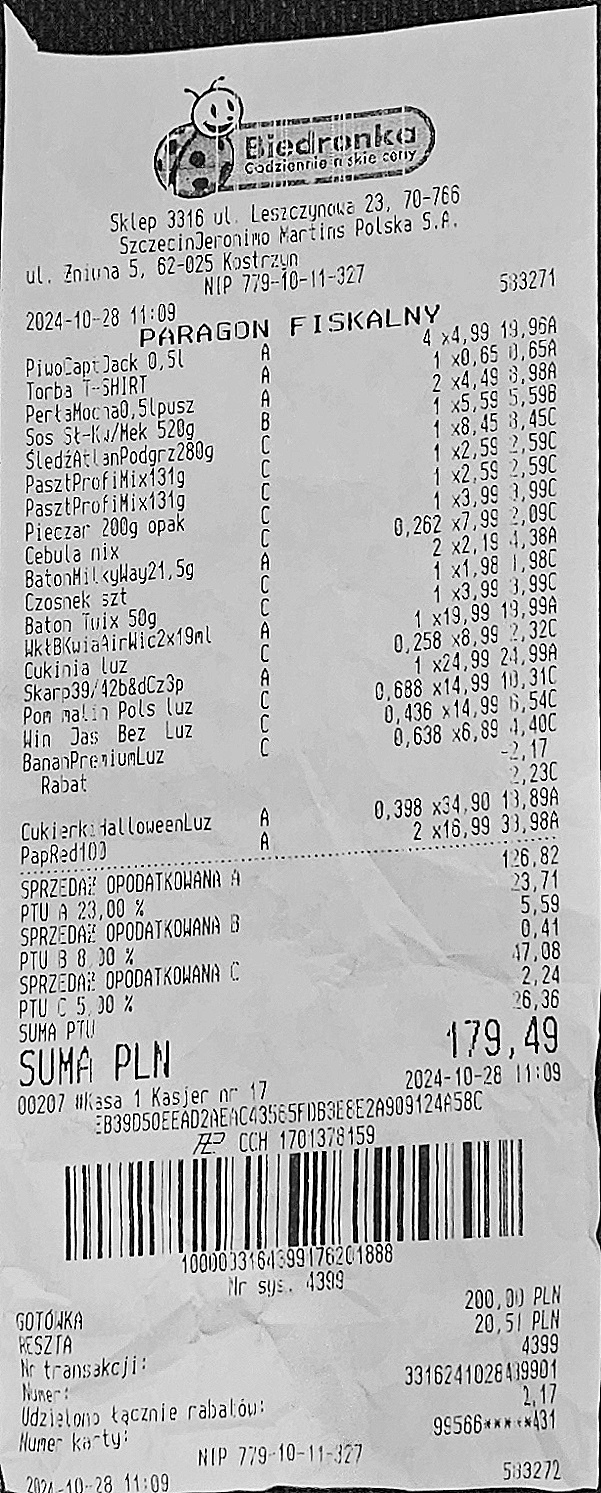 Biedronka
Codziennie niskie ceny
Sklep 3316 ul. Leszczynowa 23, 70-766
SzczecinJeronimo Martins Polska S.A.
ul. Żniwna 5, 62-025 Kostrzyn
NIP 779-10-11-327
2024-10-28 11:09 583271
PARAGON FISKALNY
PiwoCaptJack 0,5l A 4 x4,99 19,96A
Torba T-SHIRT A 1 x0,65 0,65A
PerłaMocna0,5lpusz A 2 x4,49 8,98A
Sos St-Kw/Mek 520g B 1 x5,59 5,59B
ŚledźAtlanPodgrz280g C 1 x8,45 8,45C
PasztProfiMix131g C 1 x2,59 2,59C
PasztProfiMix131g C 1 x2,59 2,59C
Pieczar 200g opak C 1 x3,99 3,99C
Cebula mix C 0,262 x7,99 2,09C
BatonMilkyWay21,5g A 2 x2,19 4,38A
Czosnek szt C 1 x1,98 1,98C
Baton Twix 50g C 1 x3,99 3,99C
WkłBKwiaAirWic2x19ml A 1 x19,99 19,99A
Cukinia luz C 0,258 x8,99 2,32C
Skarp39/42b&dCz3p A 1 x24,99 24,99A
Pom malin Pols luz C 0,688 x14,99 10,31C
Win Jas Bez Luz C 0,436 x14,99 6,54C
BananPremiumLuz C 0,638 x6,89 4,40C
Rabat -2,17
2,23C
CukierkiHalloweenLuz A 0,398 x34,90 13,89A
PapRed100 A 2 x16,99 33,98A
SPRZEDAŻ OPODATKOWANA A 126,82
PTU A 23,00 % 23,71
SPRZEDAŻ OPODATKOWANA B 5,59
PTU B 8,00 % 0,41
SPRZEDAŻ OPODATKOWANA C 47,08
PTU C 5,00 % 2,24
SUMA PTU 26,36
SUMA PLN 179,49
00207 #Kasa 1 Kasjer nr 17 2024-10-28 11:09
CCH 1701378159
1000033164399176201888
Nr sys. 4399
GOTÓWKA 200,00 PLN
RESZTA 20,51 PLN
Nr transakcji: 4399
Numer: 3316241028439901
Udzielono łącznie rabatów: 2,17
Numer karty: 99566*****431
NIP 779-10-11-327
2024-10-28 11:09 583272